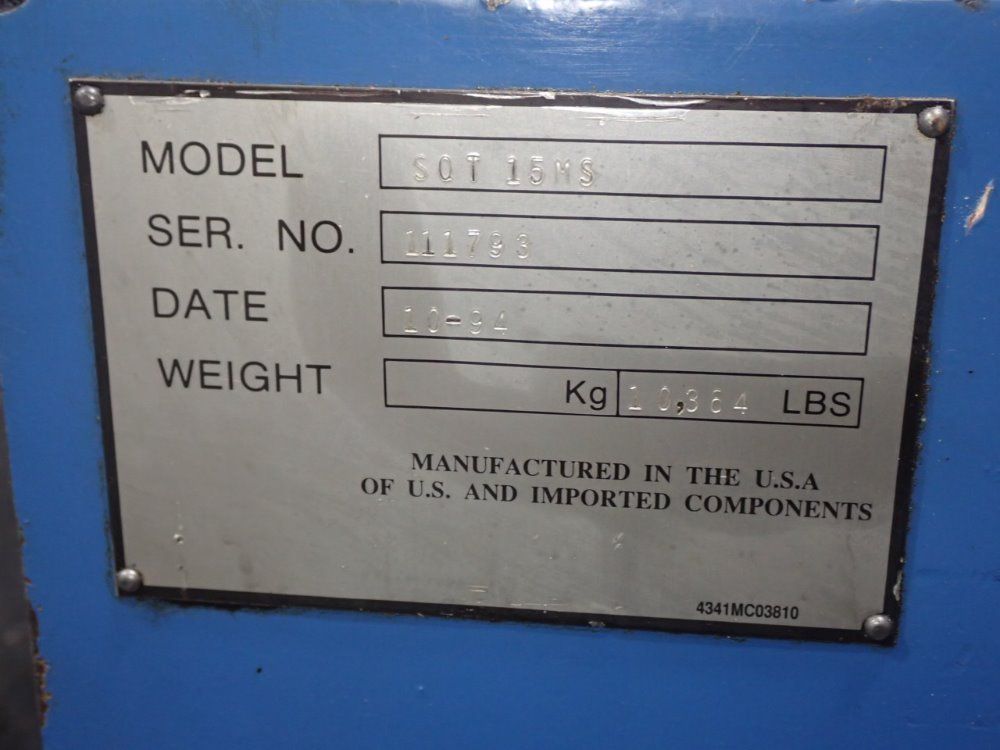 MODEL SQT 15MS
SER. NO. 111793
DATE 10-94
WEIGHT Kg 10,364 LBS
MANUFACTURED IN THE U.S.A
OF U.S. AND IMPORTED COMPONENTS
4341MC03810